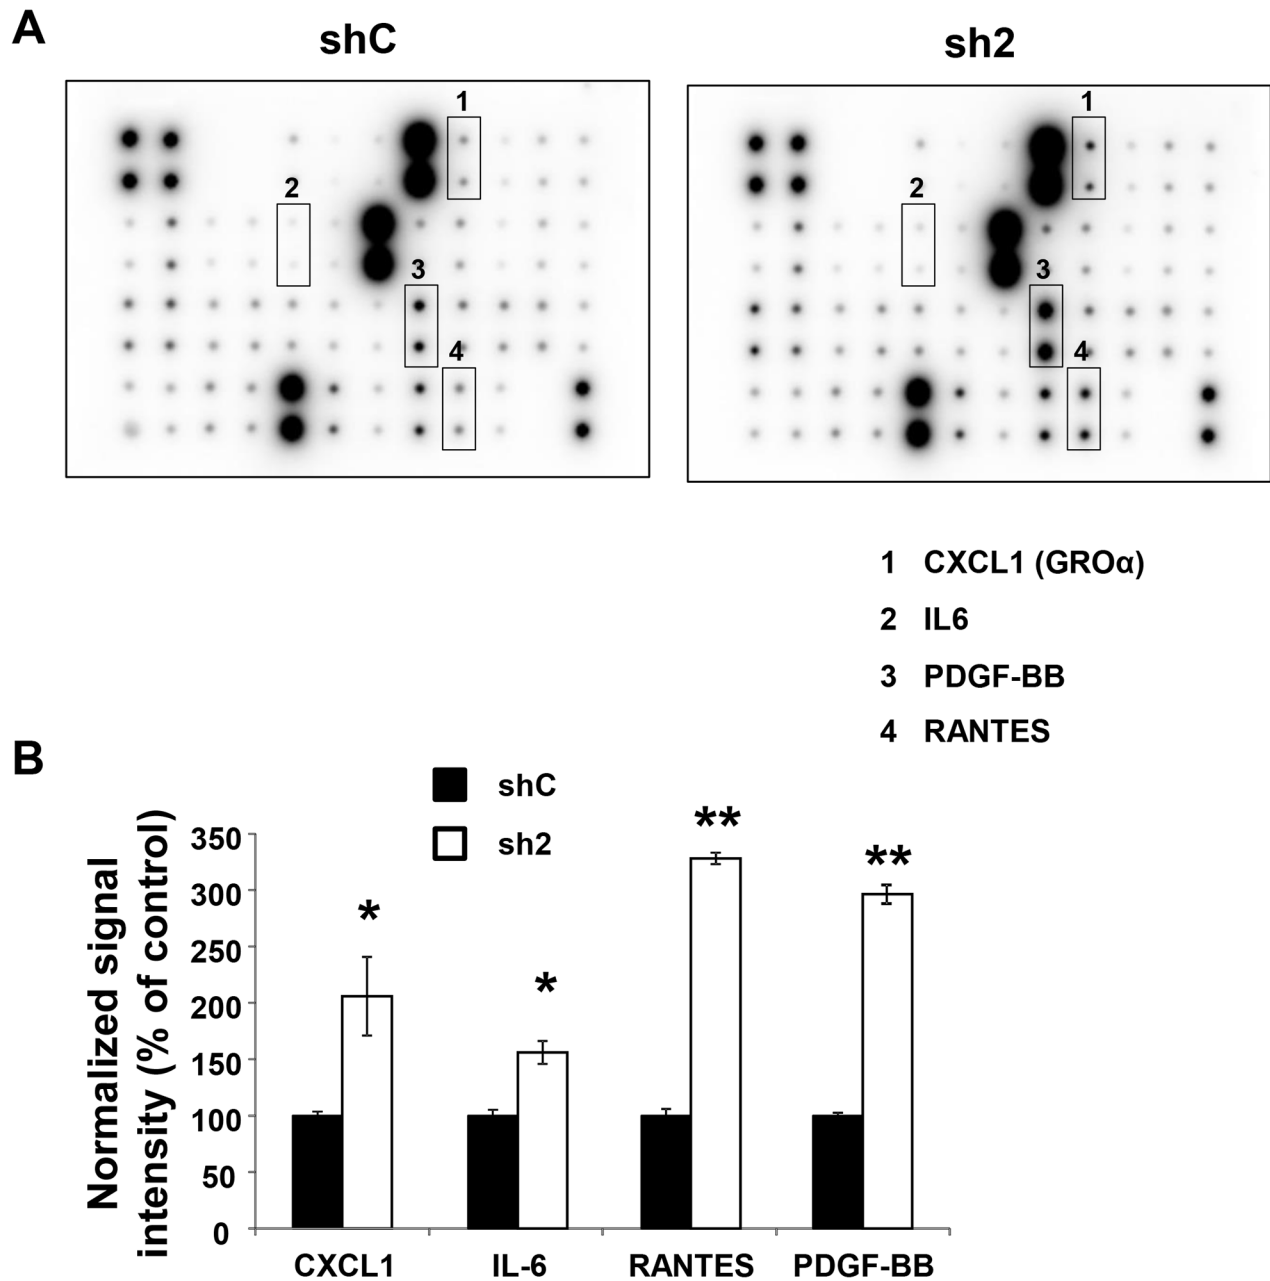 A
shC
sh2
1
2
3
4
1
2
3
4
1 CXCL1 (GROα)
2 IL6
3 PDGF-BB
4 RANTES
B
shC
sh2
Normalized signal
intensity (% of control)
350
300
250
200
150
100
50
0
*
*
**
**
CXCL1
IL-6
RANTES
PDGF-BB